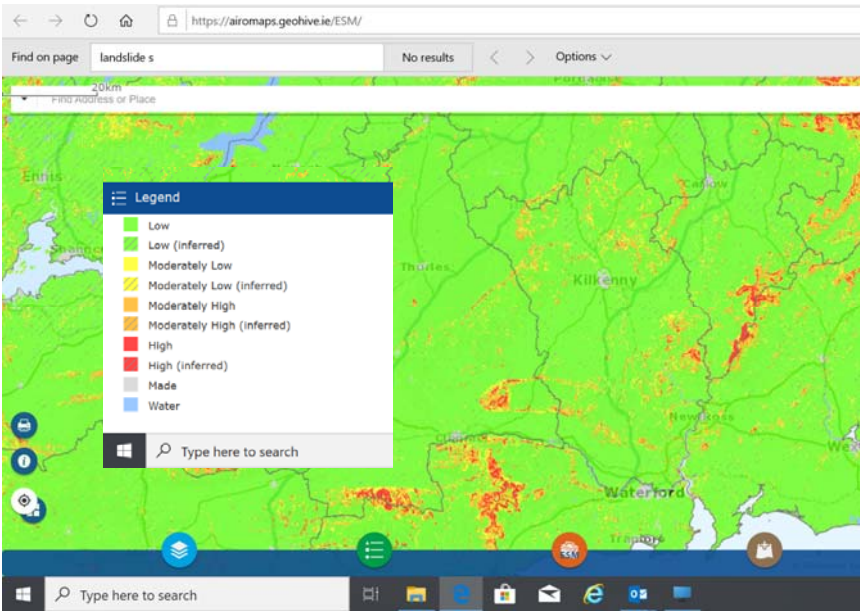 https://airomaps.geohive.ie/ESM/
Find on page landslide s No results Options
20km
Find Address or Place
Ennis
Carlow
Thurles
Kilkenny
Legend
Low
Low (inferred)
Moderately Low
Moderately Low (inferred)
Moderately High
Moderately High (inferred)
High
High (inferred)
Made
Water
New Ross
Type here to search
Waterford
Tramore
ESM
Type here to search